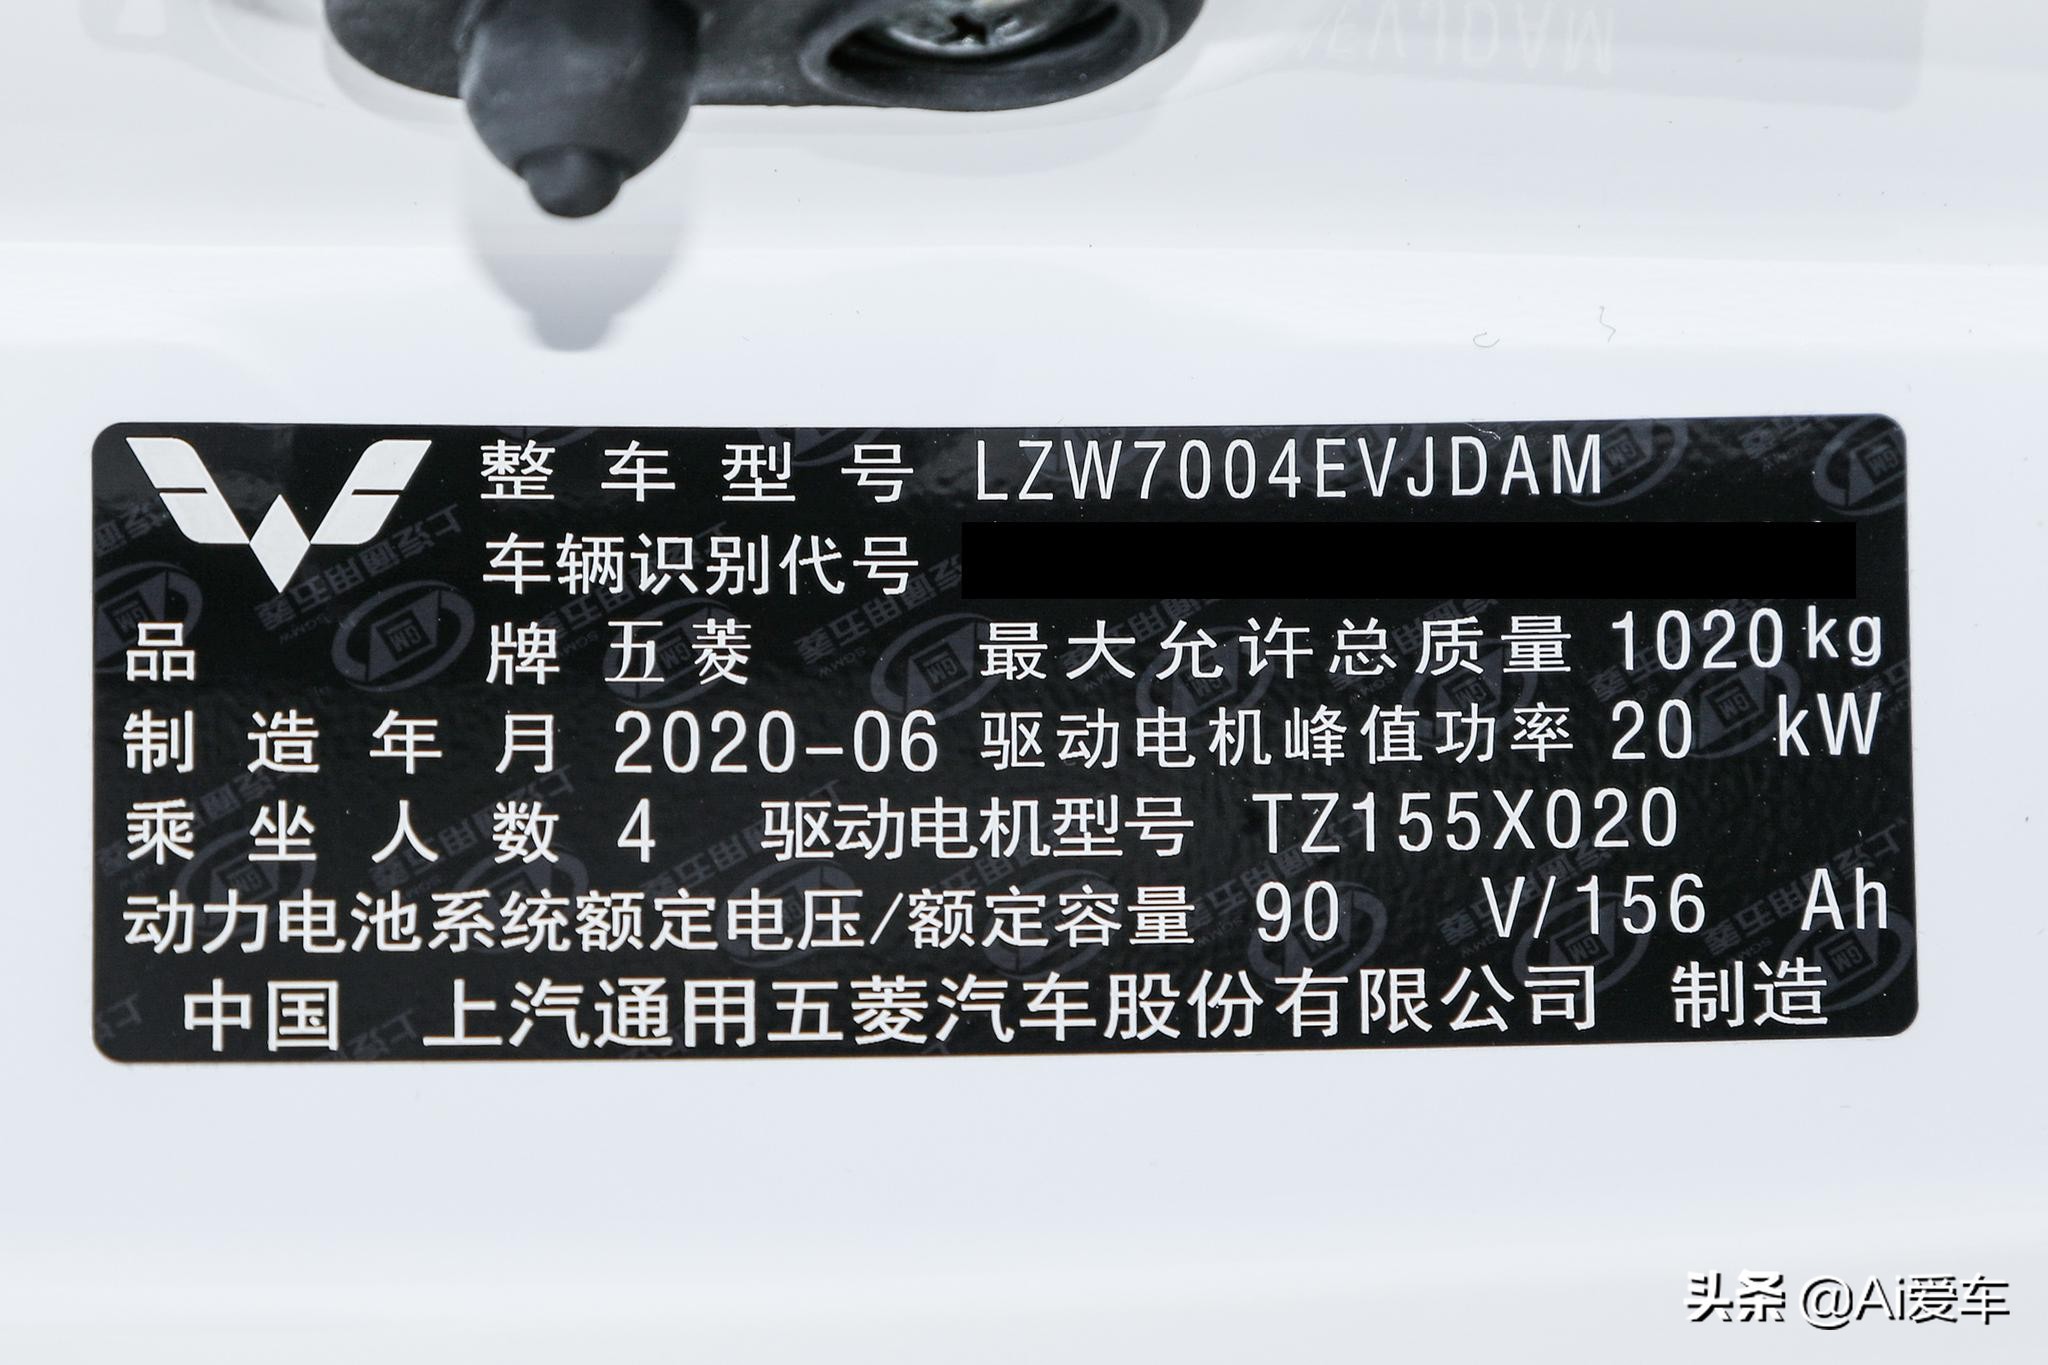 整车型号 LZW7004EVJDAM
车辆识别代号
品牌 五菱 最大允许总质量 1020kg
制造年月 2020-06 驱动电机峰值功率 20 kW
乘坐人数 4 驱动电机型号 TZ155X020
动力电池系统额定电压/额定容量 90 V/156 Ah
中国 上汽通用五菱汽车股份有限公司 制造
头条 @Ai爱车